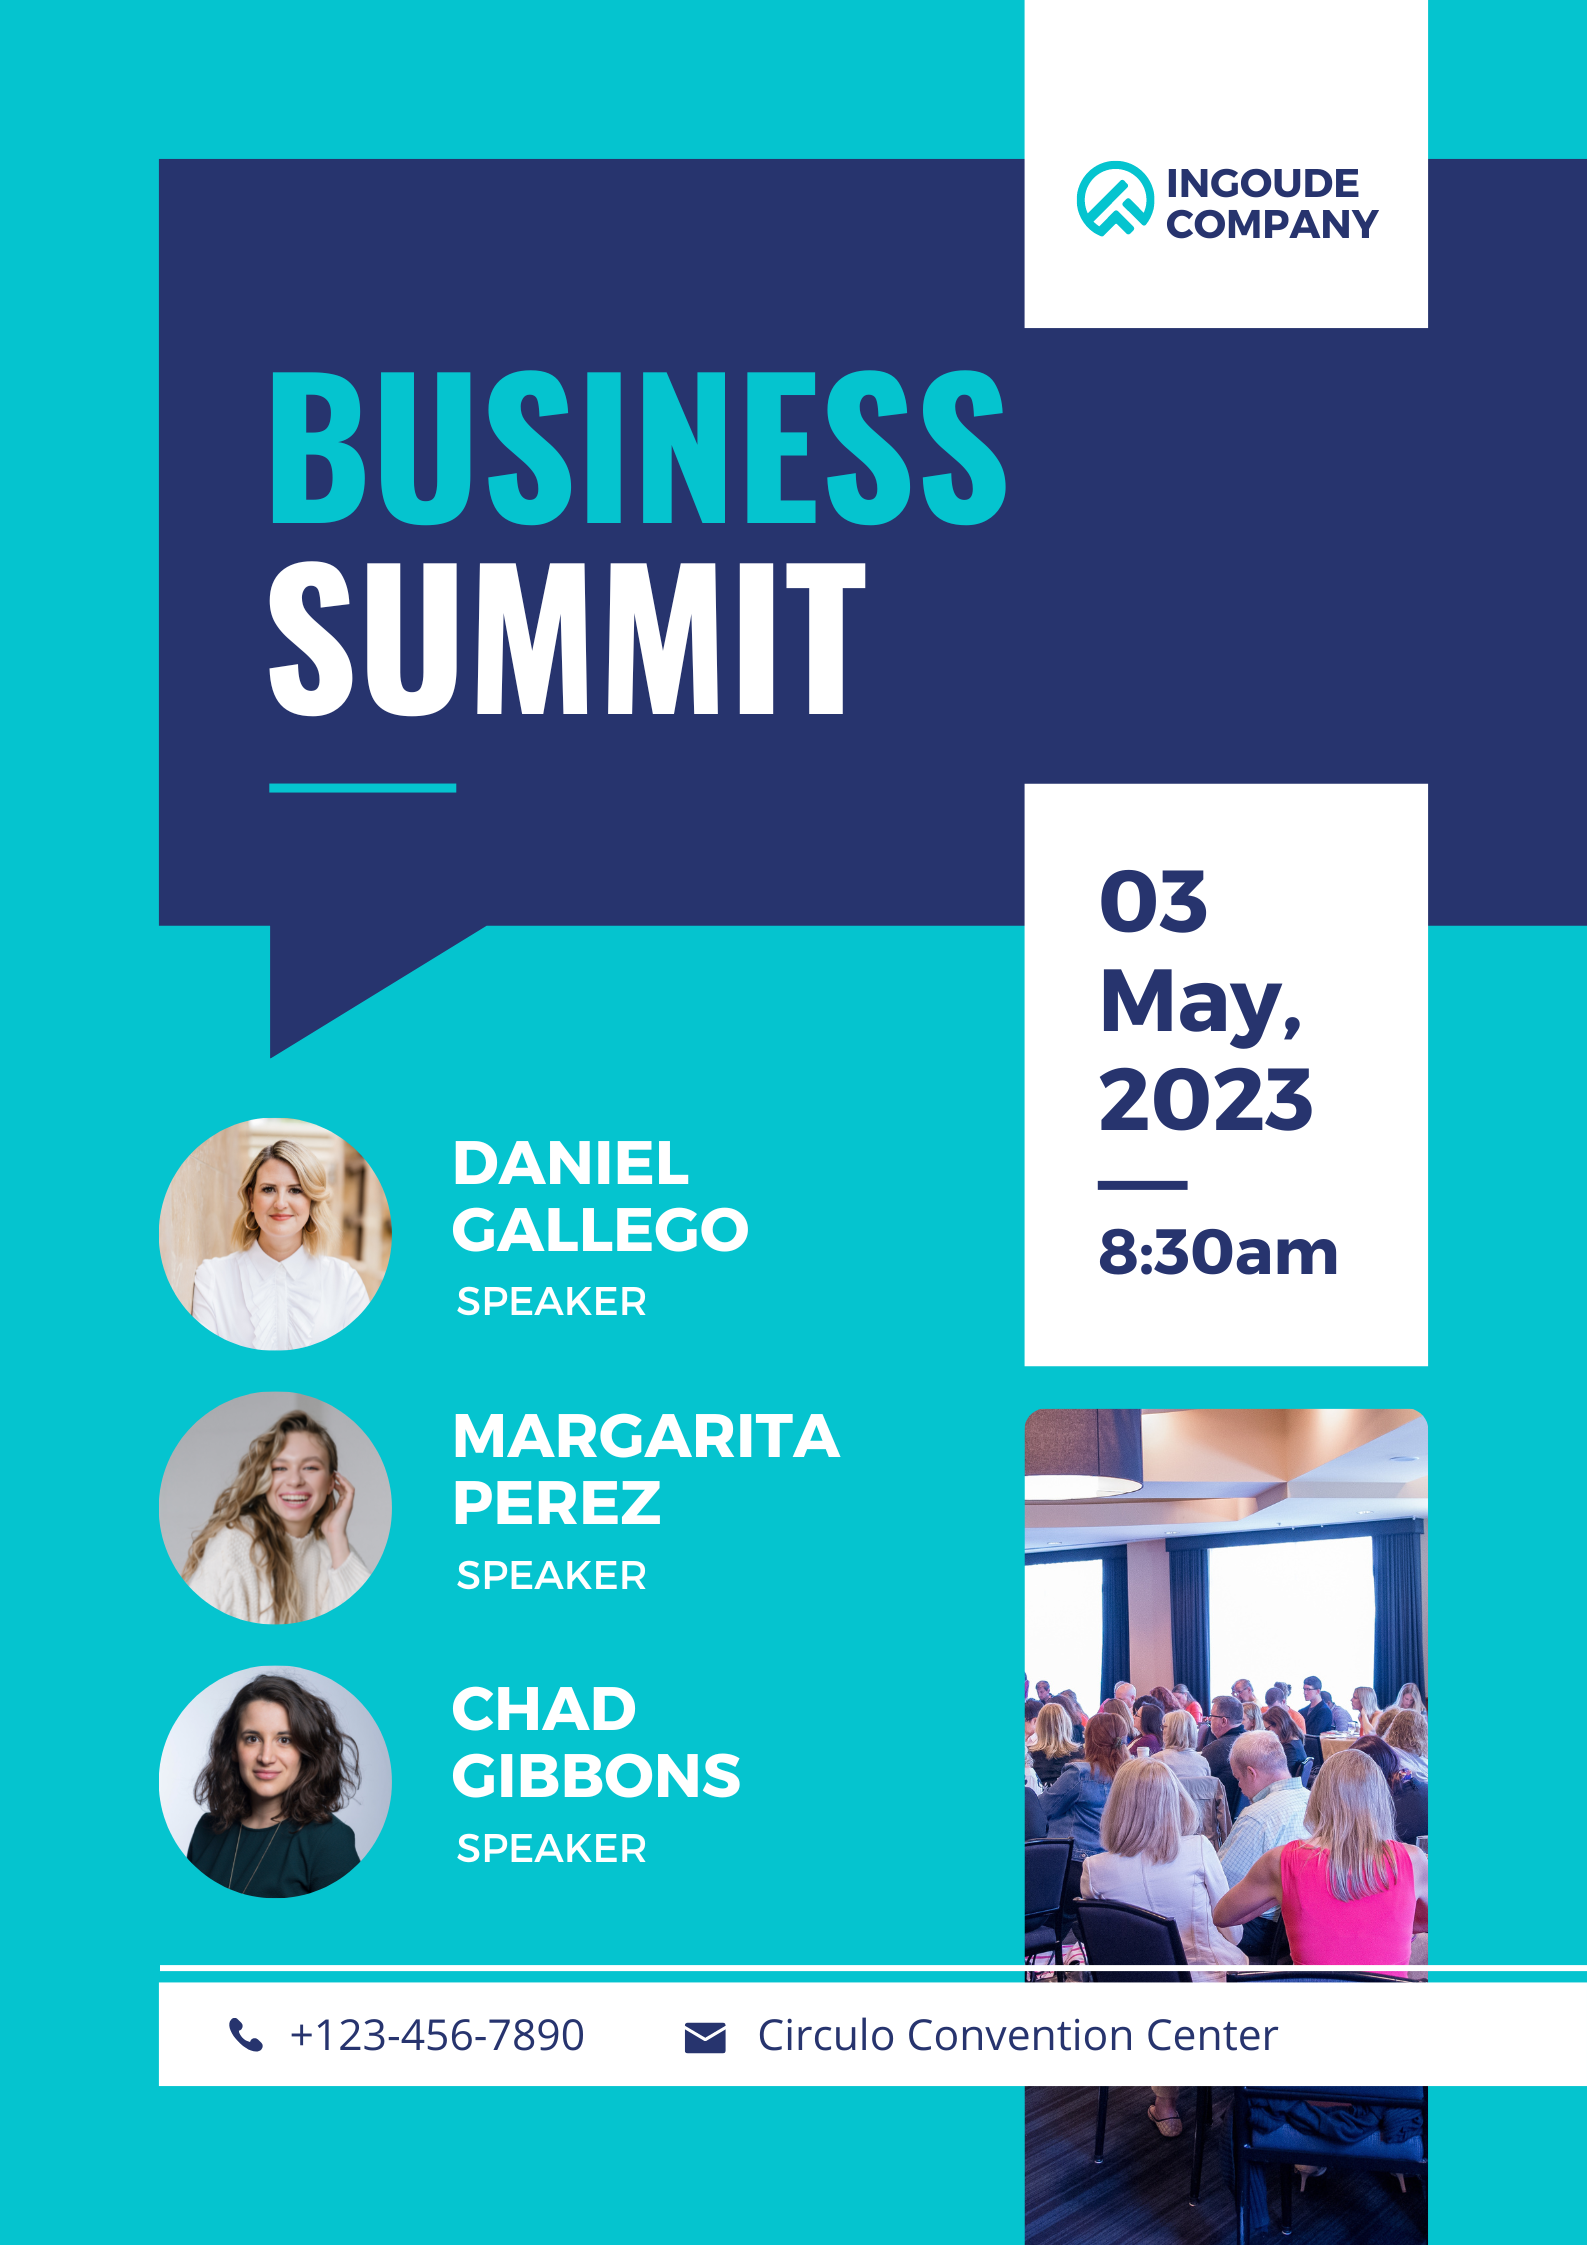 INGOUDE
COMPANY
BUSINESS
SUMMIT
03
May,
2023
8:30am
DANIEL
GALLEGO
SPEAKER
MARGARITA
PEREZ
SPEAKER
CHAD
GIBBONS
SPEAKER
+123-456-7890
Circulo Convention Center